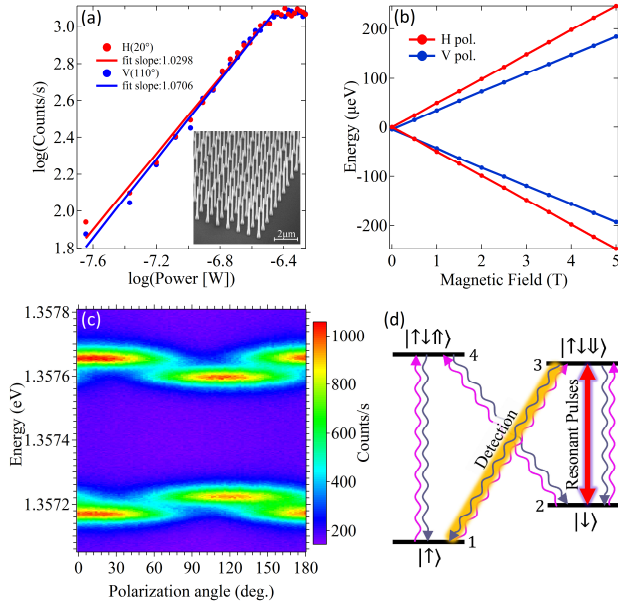 (a)
H(20°)
fit slope:1.0298
V(110°)
fit slope:1.0706
3.0
2.8
2.6
2.4
2.2
2.0
1.8
log(Counts/s)
2μm
-7.6
-7.2
-6.8
-6.4
log(Power [W])
(b)
H pol.
V pol.
200
100
0
-100
-200
Energy (μeV)
0
1
2
3
4
5
Magnetic Field (T)
(c)
1.3578
1.3576
1.3574
1.3572
Energy (eV)
0
30
60
90
120
150
180
Polarization angle (deg.)
1000
800
600
400
200
Counts/s
(d)
|↑↓⇑⟩
4
|↑↓⇓⟩
3
Detection
Resonant Pulses
2
|↓⟩
1
|↑⟩